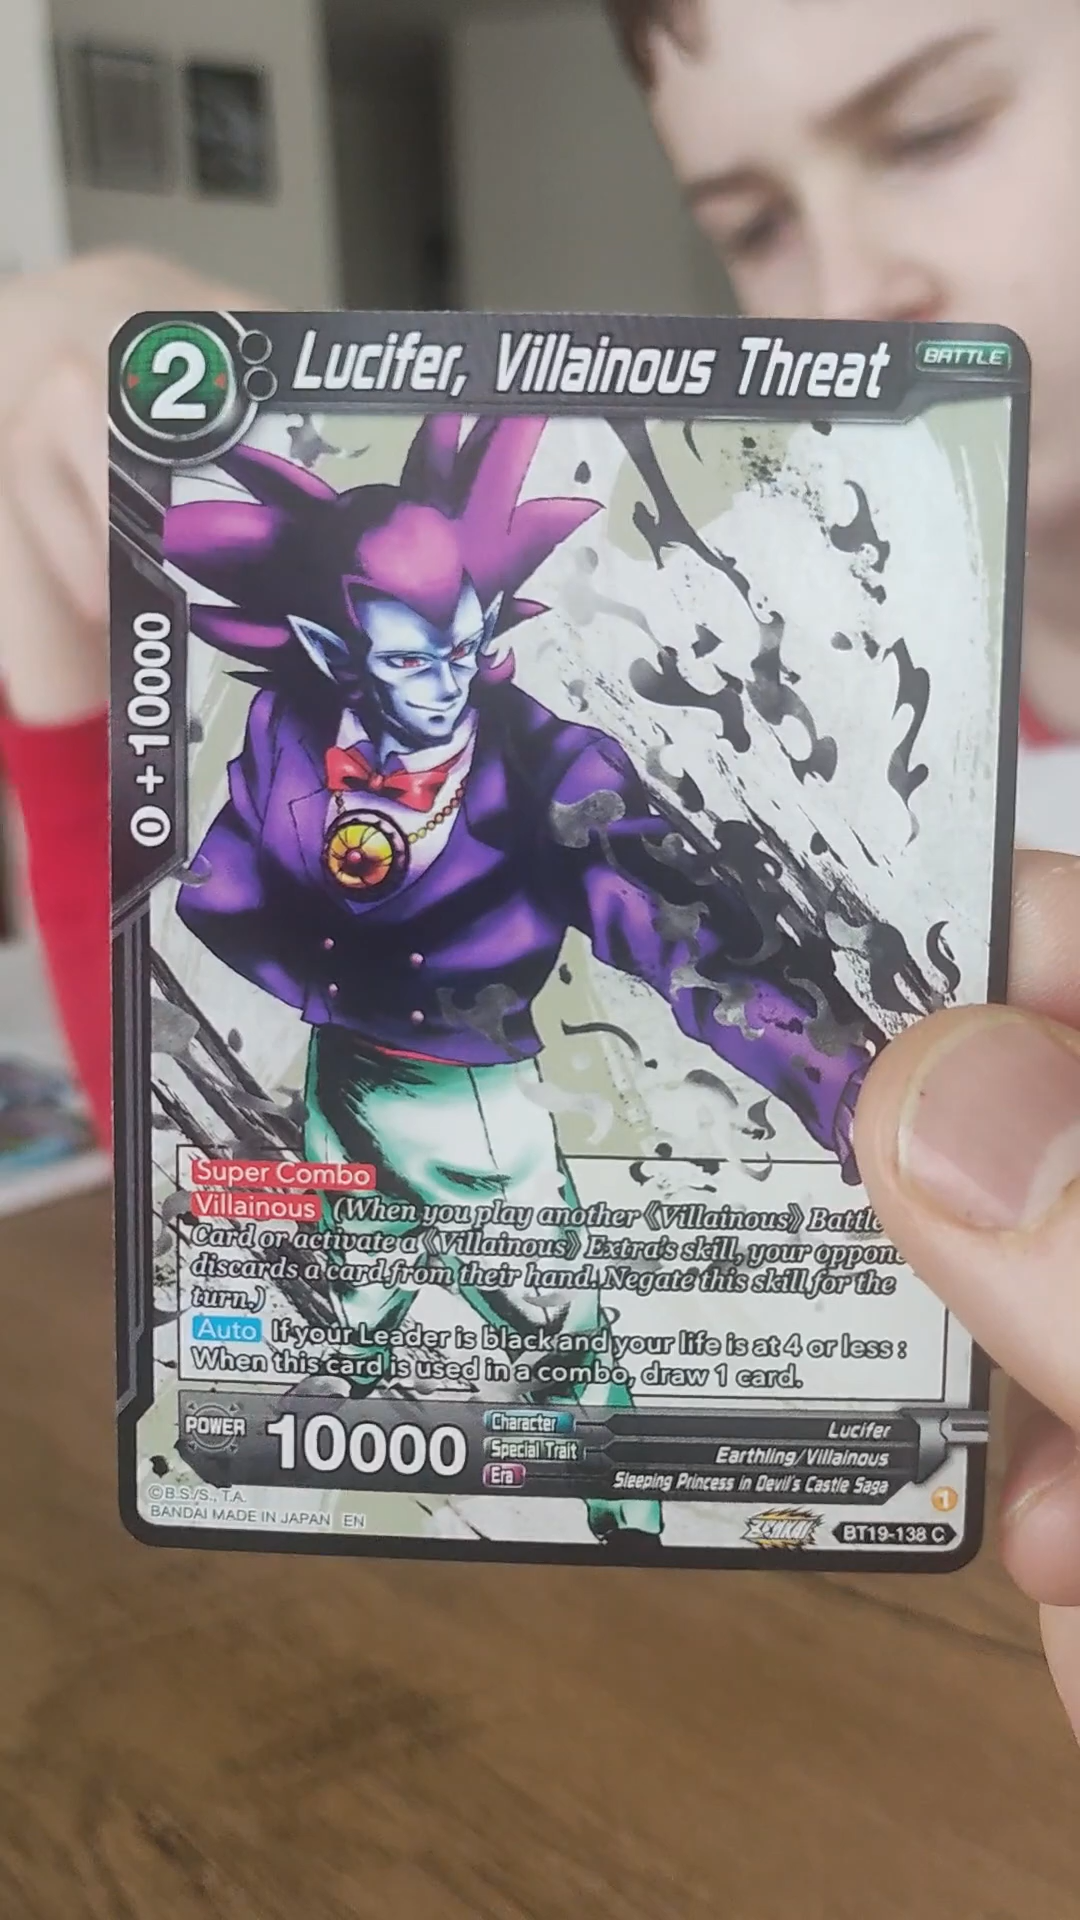 2
Lucifer, Villainous Threat
BATTLE
0 + 10000
Super Combo
Villainous (When you play another《Villainous》Battle
Card or activate a《Villainous》Extra's skill, your oppone
discards a card from their hand. Negate this skill for the
turn.)
Auto If your Leader is black and your life is at 4 or less :
When this card is used in a combo, draw 1 card.
POWER 10000
Character Lucifer
Special Trait Earthling/Villainous
Era Sleeping Princess in Devil's Castle Saga
©B.S./S., T.A.
BANDAI MADE IN JAPAN EN
1
ZENKAI
BT19-138 C